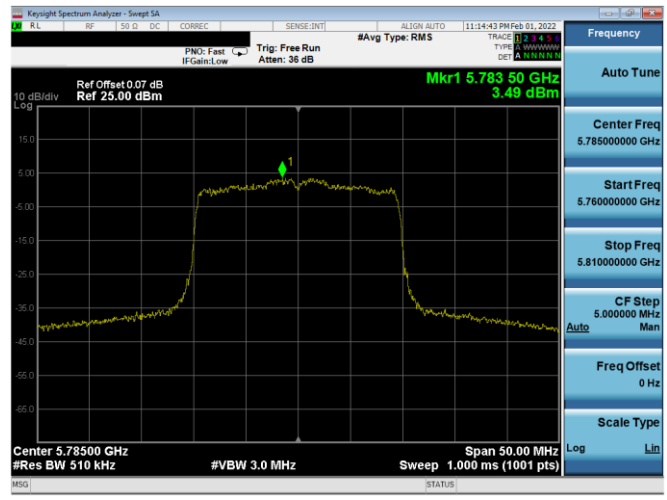 Keysight Spectrum Analyzer - Swept SA
RL RF 50 Ω DC CORREC SENSE:INT ALIGN AUTO 11:14:43 PM Feb 01, 2022
#Avg Type: RMS
TRACE 1 2 3 4 5 6
TYPE A WWWWW
DET A N N N N N
PNO: Fast
IFGain:Low
Trig: Free Run
Atten: 36 dB
Frequency
Auto Tune
Center Freq
5.785000000 GHz
Start Freq
5.760000000 GHz
Stop Freq
5.810000000 GHz
CF Step
5.000000 MHz
Auto Man
Freq Offset
0 Hz
Scale Type
Log Lin
Mkr1 5.783 50 GHz
3.49 dBm
Ref Offset 0.07 dB
10 dB/div Ref 25.00 dBm
Log
15.0
5.00
-5.00
-15.0
-25.0
-35.0
-45.0
-55.0
-65.0
1
Center 5.78500 GHz
#Res BW 510 kHz
#VBW 3.0 MHz
Span 50.00 MHz
Sweep 1.000 ms (1001 pts)
MSG STATUS